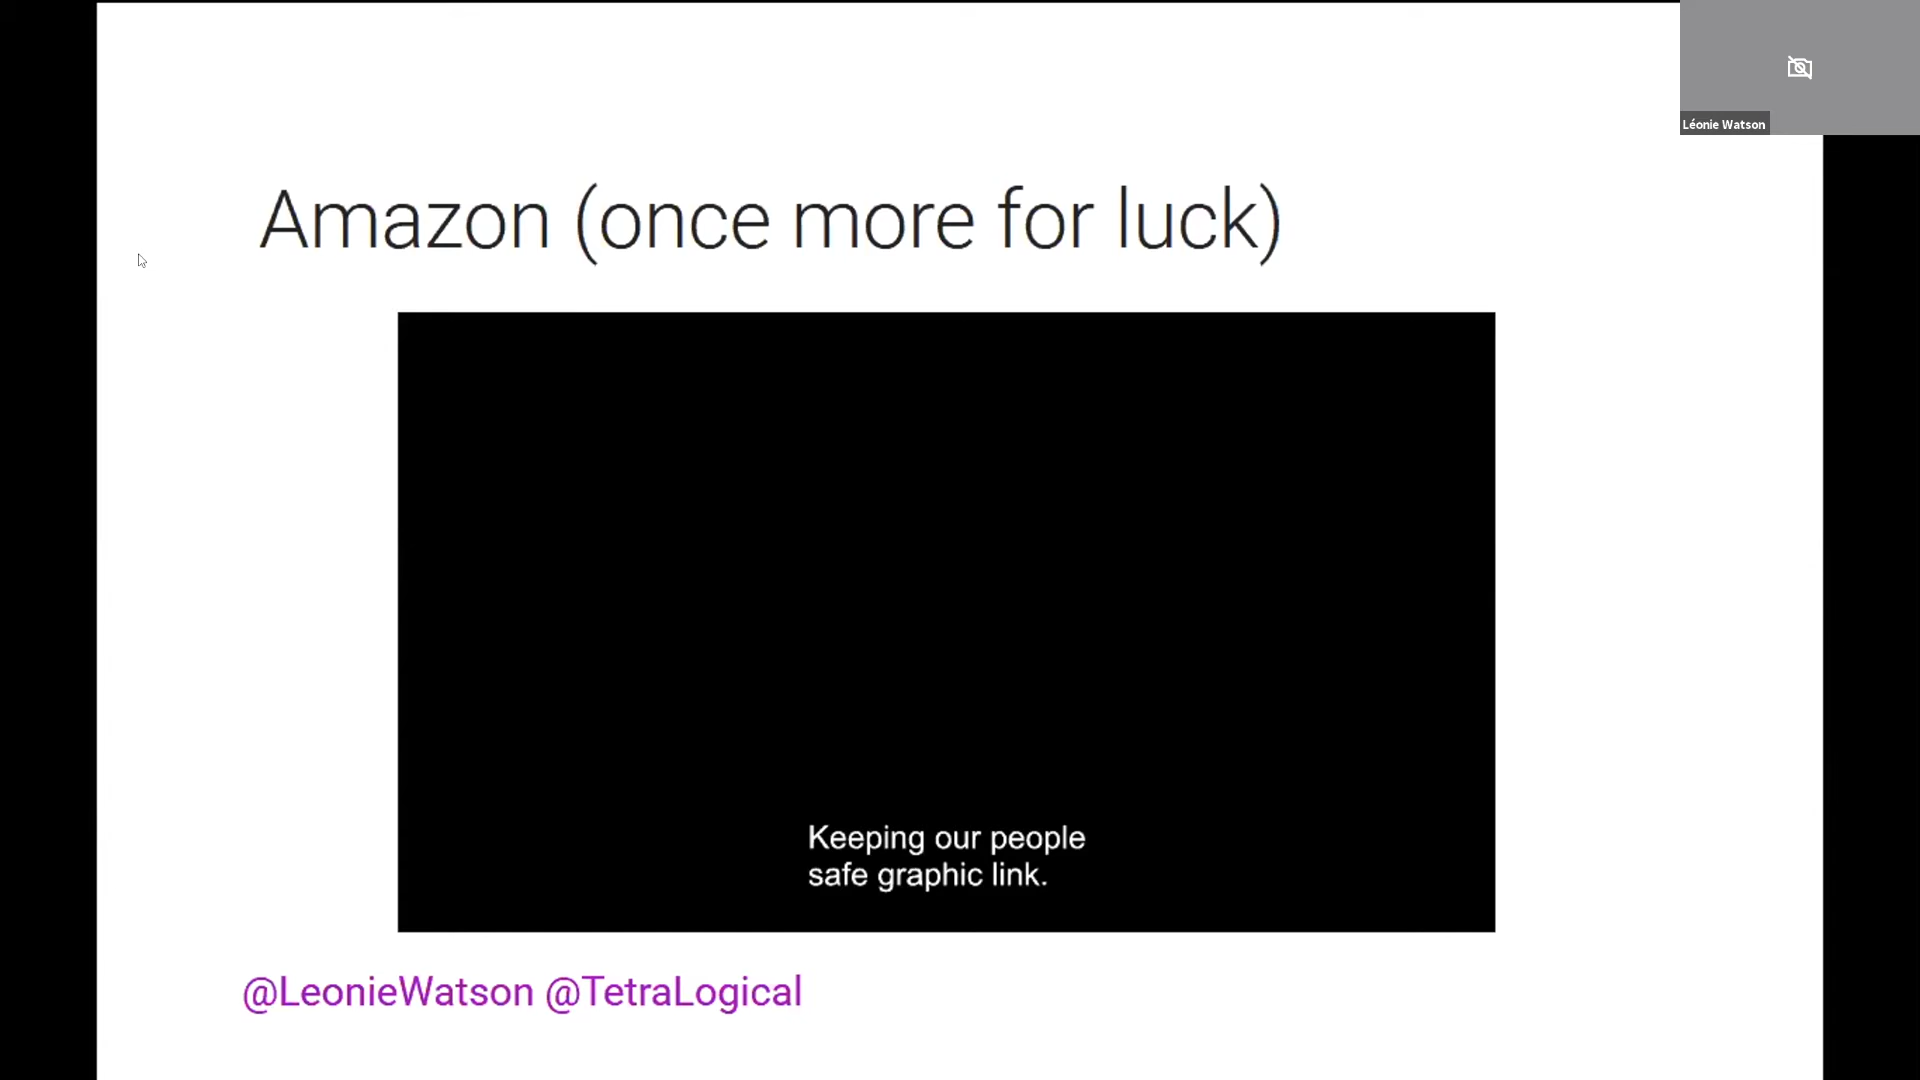 Léonie Watson
Amazon (once more for luck)
Keeping our people
safe graphic link.
@LeonieWatson @TetraLogical